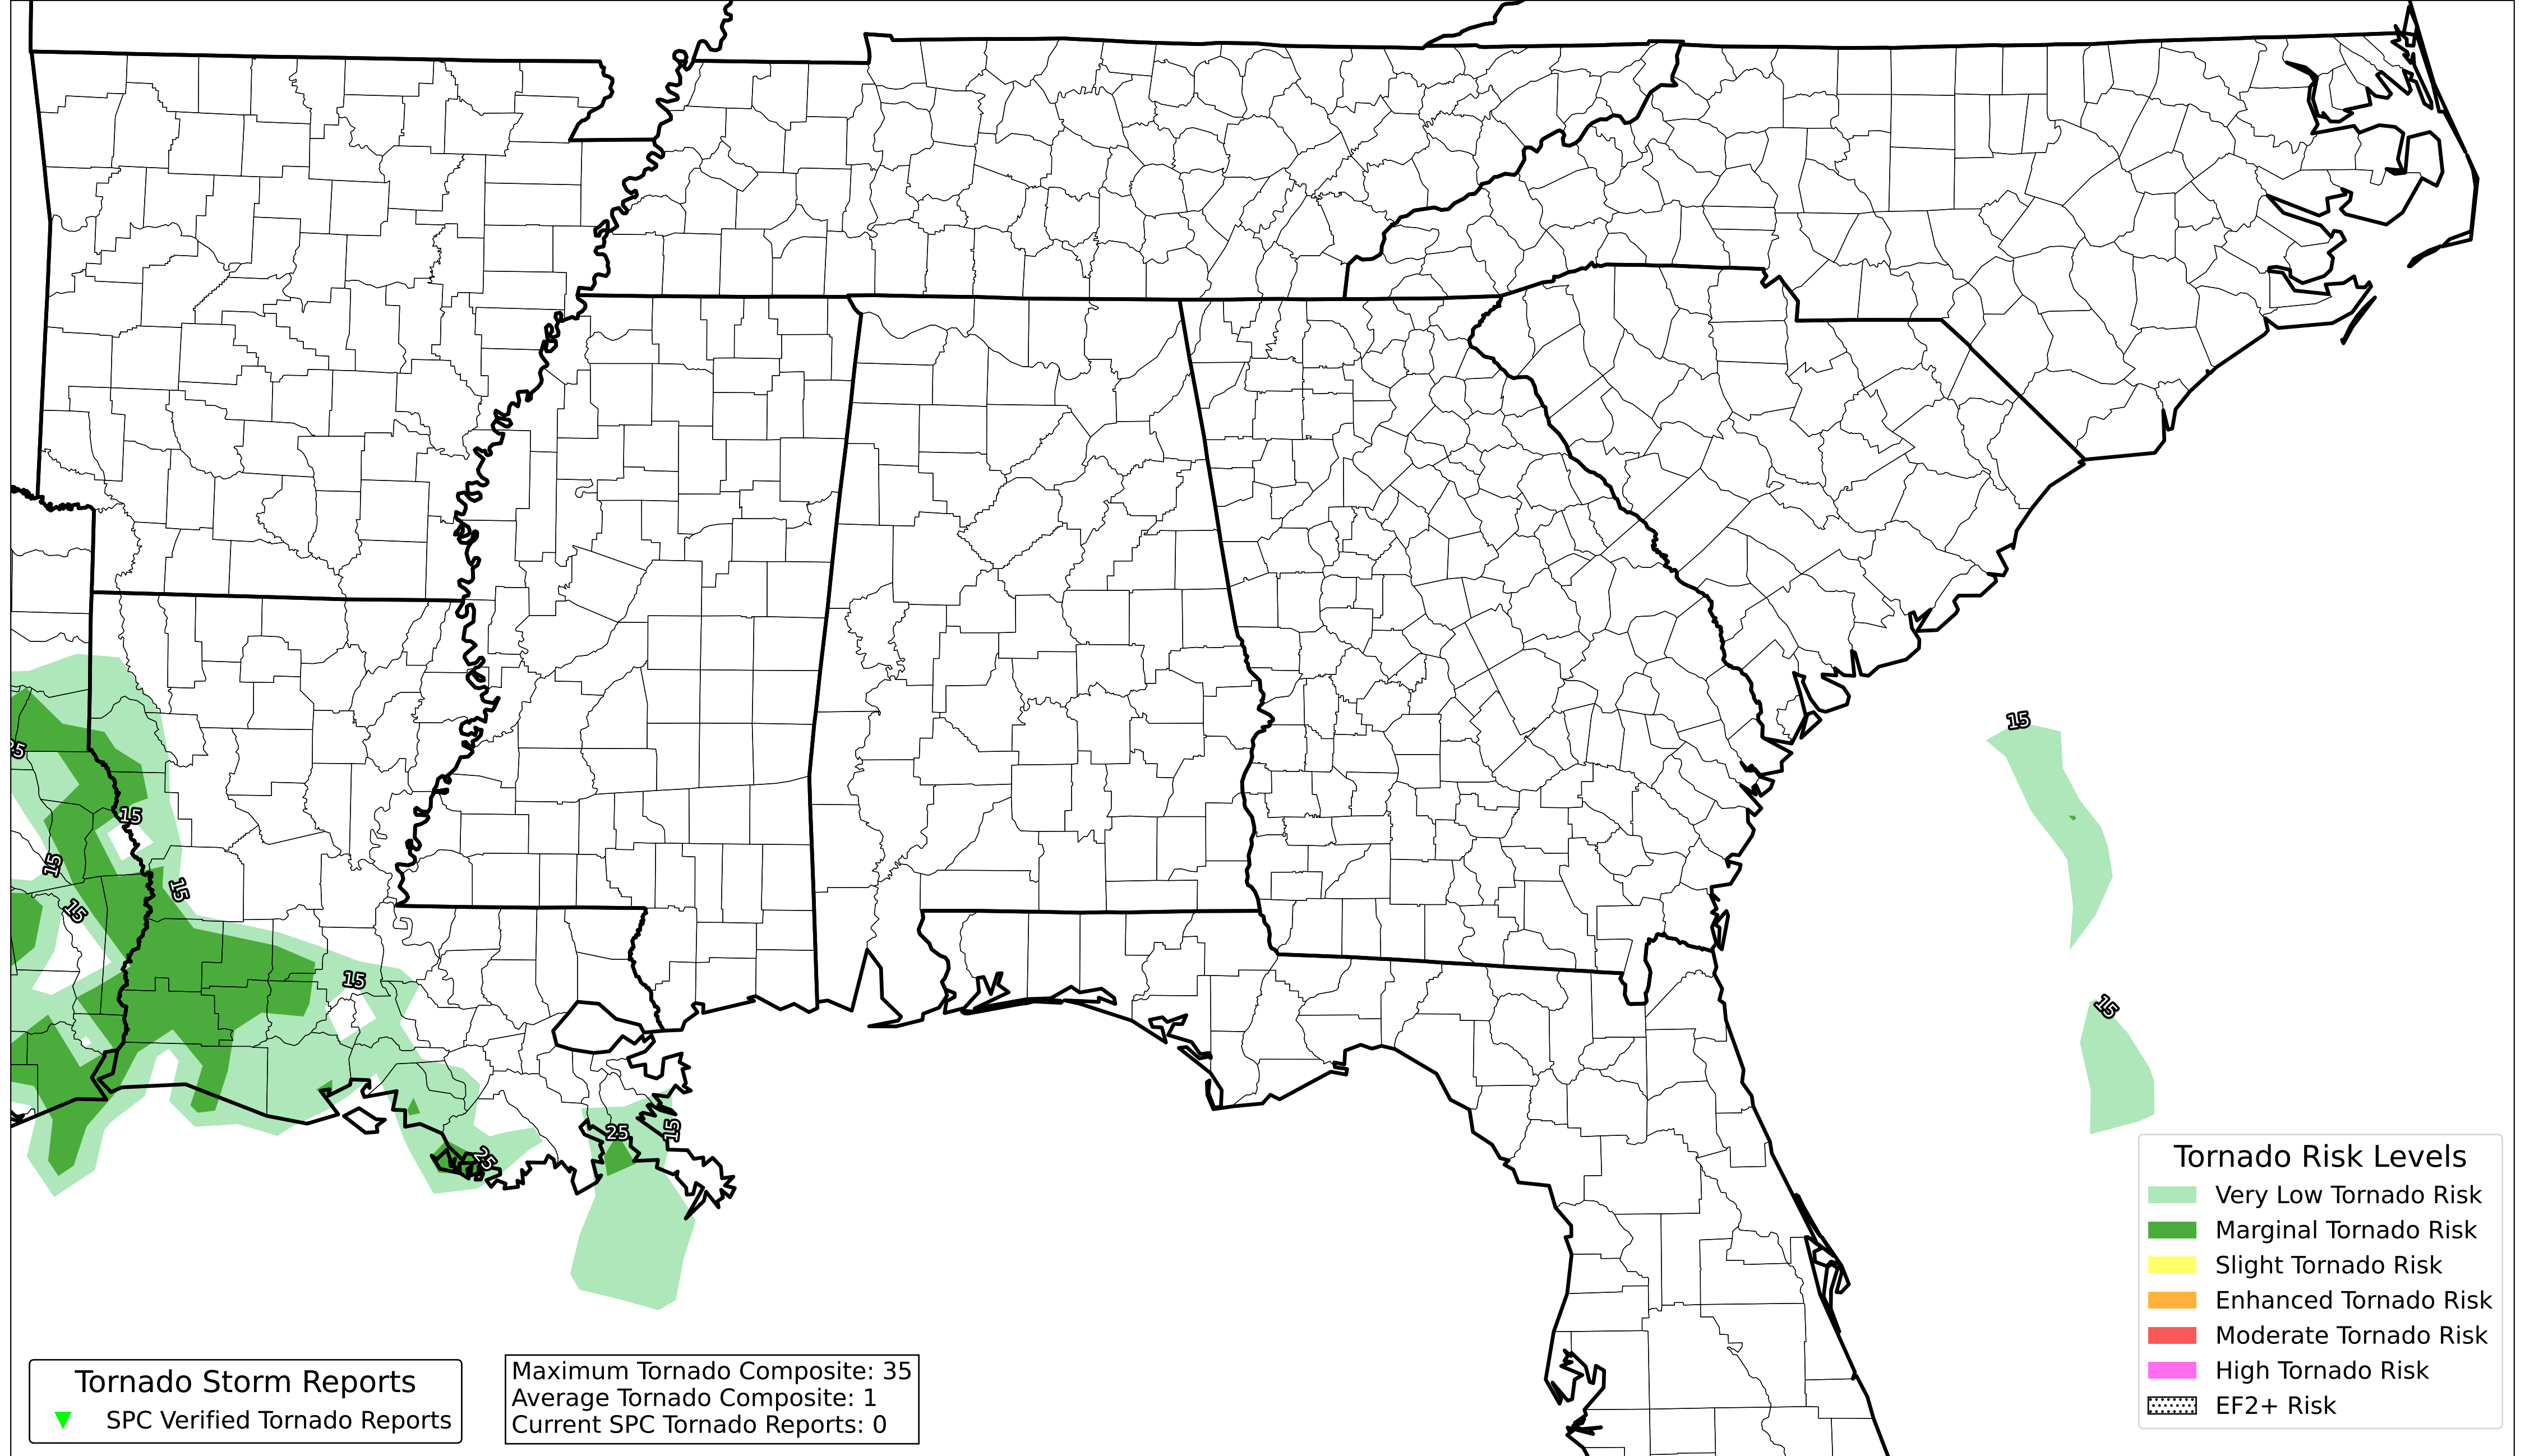 15
25
15
15
15
15
15
15
25
15
25
Tornado Risk Levels
Very Low Tornado Risk
Marginal Tornado Risk
Slight Tornado Risk
Enhanced Tornado Risk
Moderate Tornado Risk
High Tornado Risk
EF2+ Risk
Tornado Storm Reports
SPC Verified Tornado Reports
Maximum Tornado Composite: 35
Average Tornado Composite: 1
Current SPC Tornado Reports: 0